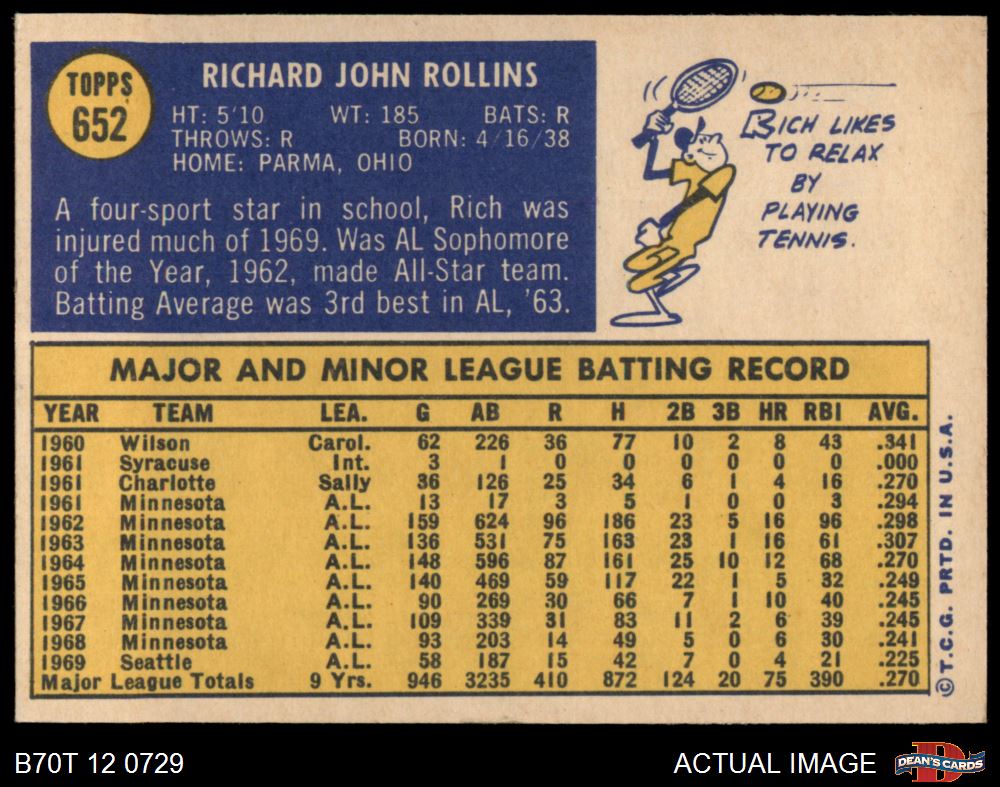 TOPPS
652
RICHARD JOHN ROLLINS
HT: 5'10 WT: 185 BATS: R
THROWS: R BORN: 4/16/38
HOME: PARMA, OHIO
A four-sport star in school, Rich was
injured much of 1969. Was AL Sophomore
of the Year, 1962, made All-Star team.
Batting Average was 3rd best in AL, '63.
RICH LIKES
TO RELAX
BY
PLAYING
TENNIS.
MAJOR AND MINOR LEAGUE BATTING RECORD
YEAR TEAM LEA. G AB R H 2B 3B HR RBI AVG.
1960 Wilson Carol. 62 226 36 77 10 2 8 43 .341
1961 Syracuse Int. 3 1 0 0 0 0 0 0 .000
1961 Charlotte Sally 36 126 25 34 6 1 4 16 .270
1961 Minnesota A.L. 13 17 3 5 1 0 0 3 .294
1962 Minnesota A.L. 159 624 96 186 23 5 16 96 .298
1963 Minnesota A.L. 136 531 75 163 23 1 16 61 .307
1964 Minnesota A.L. 148 596 87 161 25 10 12 68 .270
1965 Minnesota A.L. 140 469 59 117 22 1 5 32 .249
1966 Minnesota A.L. 90 269 30 66 7 1 10 40 .245
1967 Minnesota A.L. 109 339 31 83 11 2 6 39 .245
1968 Minnesota A.L. 93 203 14 49 5 0 6 30 .241
1969 Seattle A.L. 58 187 15 42 7 0 4 21 .225
Major League Totals 9 Yrs. 946 3235 410 872 124 20 75 390 .270
© T.C.G. PRTD. IN U.S.A.
B70T 12 0729
ACTUAL IMAGE
DEAN'S CARDS